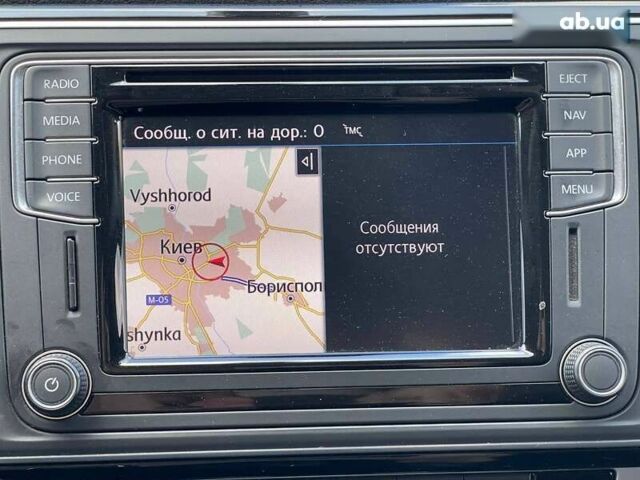 ab.ua
RADIO
MEDIA
PHONE
VOICE
EJECT
NAV
APP
MENU
Сообщ. о сит. на дор.: 0 TMC
Vyshhorod
Киев
Бориспол
M-05
shynka
Сообщения
отсутствуют